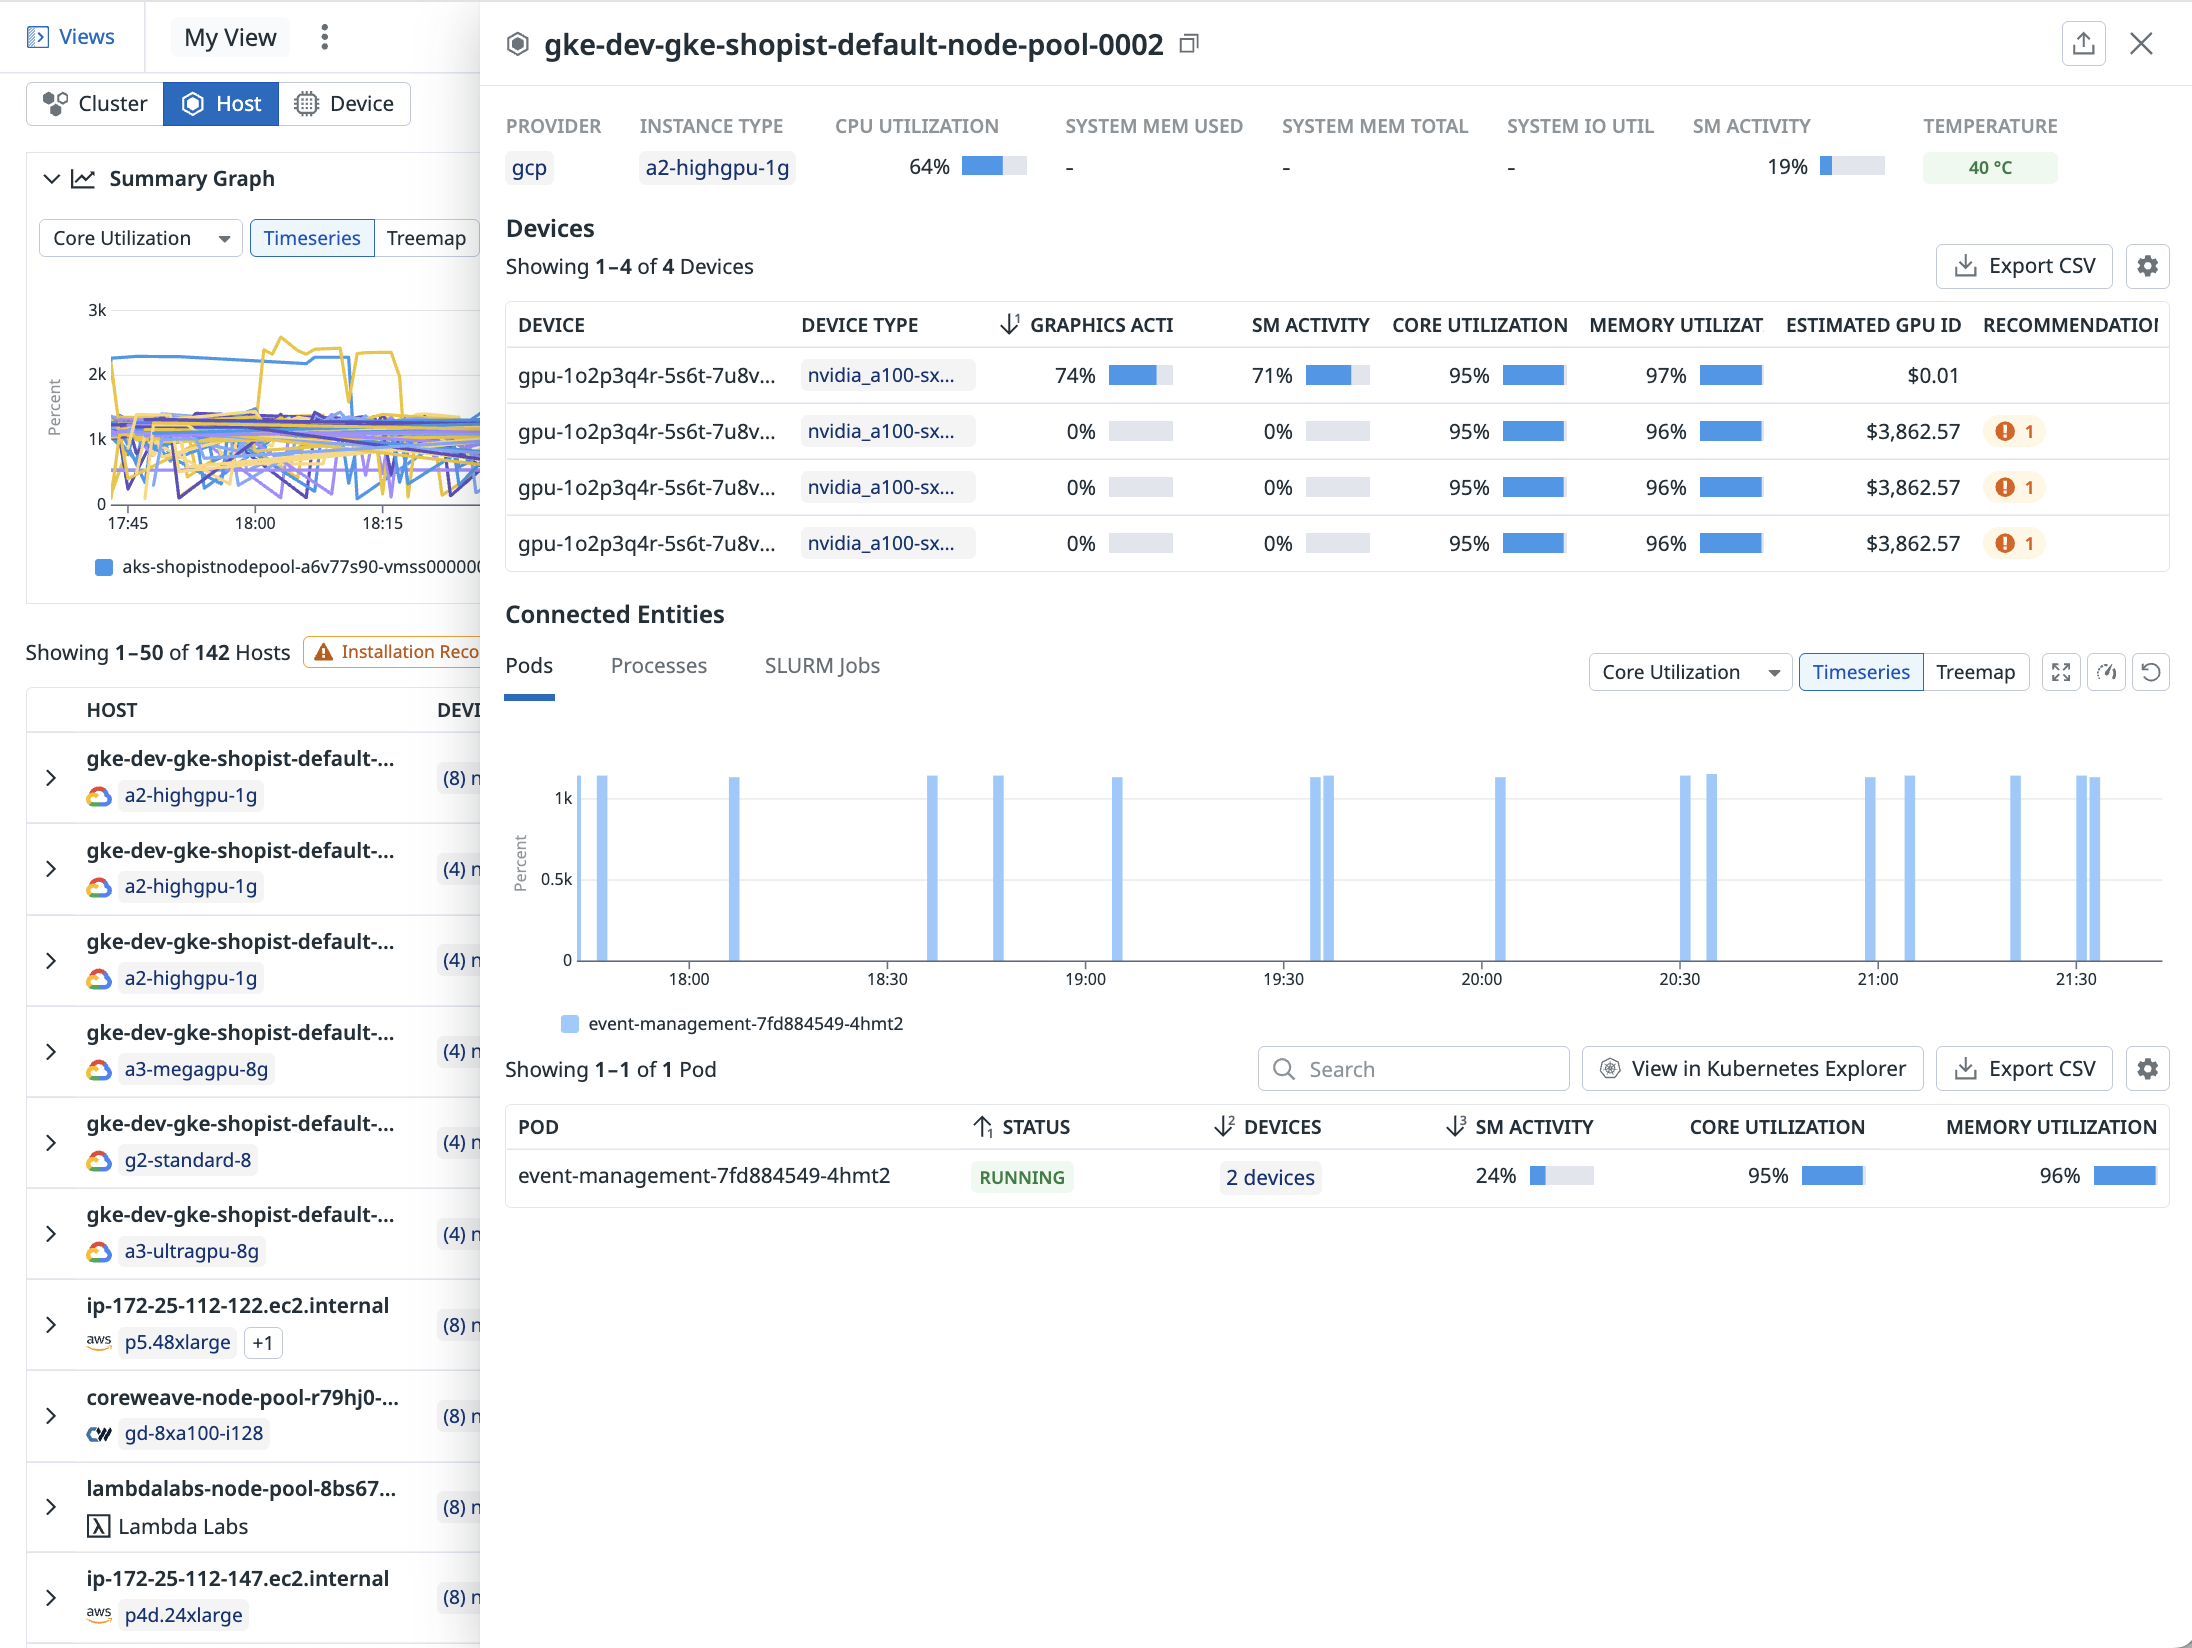 Views
My View
Cluster
Host
Device
Summary Graph
Core Utilization
Timeseries
Treemap
3k
2k
1k
0
Percent
17:45
18:00
18:15
aks-shopistnodepool-a6v77s90-vmss000000
Showing 1–50 of 142 Hosts
Installation Reco
HOST
DEVI
gke-dev-gke-shopist-default-...
a2-highgpu-1g
(8) n
gke-dev-gke-shopist-default-...
a2-highgpu-1g
(4) n
gke-dev-gke-shopist-default-...
a2-highgpu-1g
(4) n
gke-dev-gke-shopist-default-...
a3-megagpu-8g
(4) n
gke-dev-gke-shopist-default-...
g2-standard-8
(4) n
gke-dev-gke-shopist-default-...
a3-ultragpu-8g
(4) n
ip-172-25-112-122.ec2.internal
aws p5.48xlarge +1
(8) n
coreweave-node-pool-r79hj0-...
gd-8xa100-i128
(8) n
lambdalabs-node-pool-8bs67...
Lambda Labs
(8) n
ip-172-25-112-147.ec2.internal
aws p4d.24xlarge
(8) n
gke-dev-gke-shopist-default-node-pool-0002
PROVIDER INSTANCE TYPE CPU UTILIZATION SYSTEM MEM USED SYSTEM MEM TOTAL SYSTEM IO UTIL SM ACTIVITY TEMPERATURE
gcp a2-highgpu-1g 64% - - - 19% 40 °C
Devices
Showing 1–4 of 4 Devices
Export CSV
DEVICE DEVICE TYPE 1 GRAPHICS ACTI SM ACTIVITY CORE UTILIZATION MEMORY UTILIZAT ESTIMATED GPU ID RECOMMENDATION
gpu-1o2p3q4r-5s6t-7u8v... nvidia_a100-sx... 74% 71% 95% 97% $0.01
gpu-1o2p3q4r-5s6t-7u8v... nvidia_a100-sx... 0% 0% 95% 96% $3,862.57 1
gpu-1o2p3q4r-5s6t-7u8v... nvidia_a100-sx... 0% 0% 95% 96% $3,862.57 1
gpu-1o2p3q4r-5s6t-7u8v... nvidia_a100-sx... 0% 0% 95% 96% $3,862.57 1
Connected Entities
Pods
Processes
SLURM Jobs
Core Utilization
Timeseries
Treemap
1k
0.5k
0
Percent
18:00 18:30 19:00 19:30 20:00 20:30 21:00 21:30
event-management-7fd884549-4hmt2
Showing 1–1 of 1 Pod
Search
View in Kubernetes Explorer
Export CSV
POD 1 STATUS 2 DEVICES 3 SM ACTIVITY CORE UTILIZATION MEMORY UTILIZATION
event-management-7fd884549-4hmt2 RUNNING 2 devices 24% 95% 96%